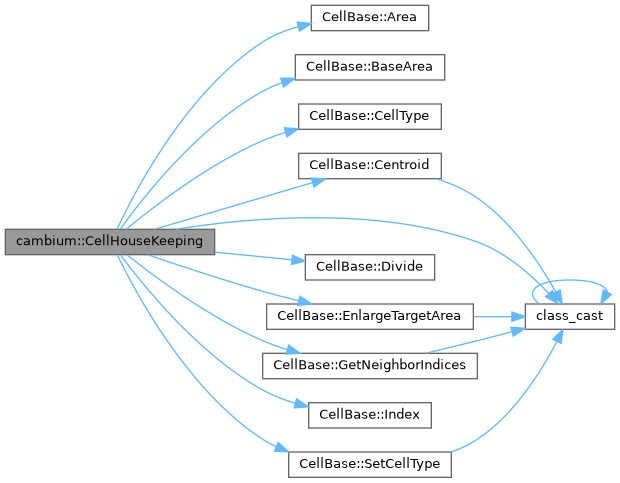 CellBase::Area
CellBase::BaseArea
CellBase::CellType
CellBase::Centroid
cambium::CellHouseKeeping
CellBase::Divide
CellBase::EnlargeTargetArea
class_cast
CellBase::GetNeighborIndices
CellBase::Index
CellBase::SetCellType